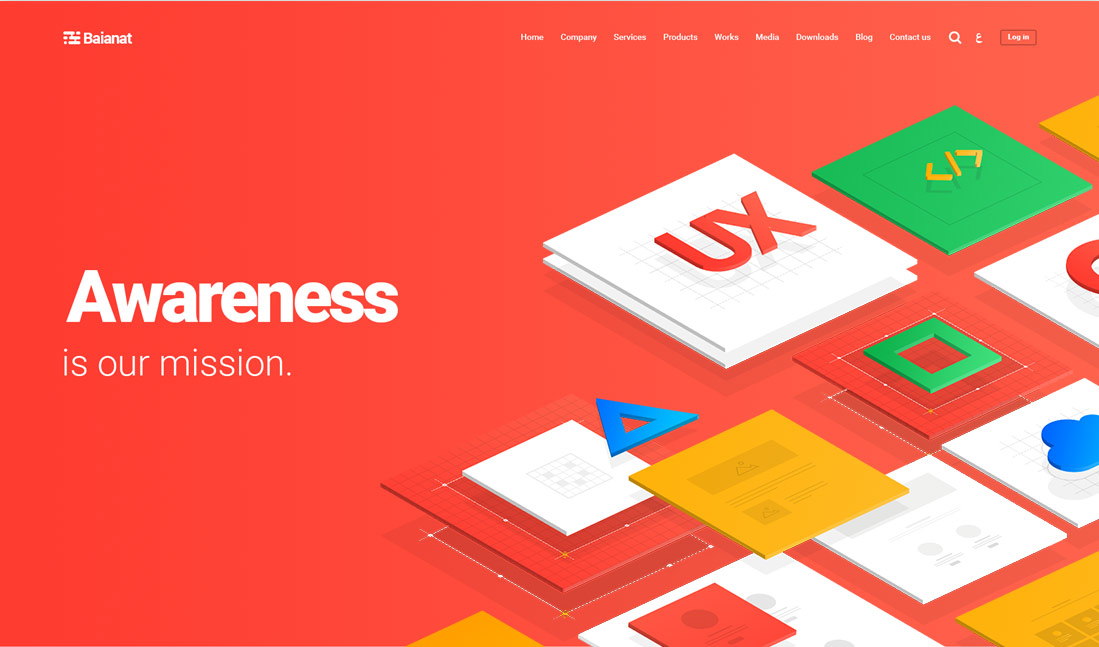 Baianat
Home Company Services Products Works Media Downloads Blog Contact us ع Log in
</>
UX
Awareness
is our mission.